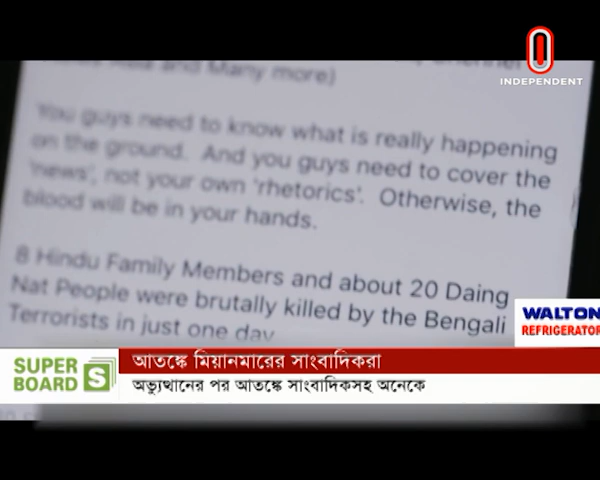 and Many more)
INDEPENDENT
You guys need to know what is really happening
on the ground. And you guys need to cover the
'news', not your own 'rhetorics'. Otherwise, the
blood will be in your hands.
8 Hindu Family Members and about 20 Daing
Nat People were brutally killed by the Bengali
Terrorists in just one day
WALTON
REFRIGERATOR
SUPER
BOARD S
আতঙ্কে মিয়ানমারের সাংবাদিকরা
অভ্যুত্থানের পর আতঙ্কে সাংবাদিকসহ অনেকে